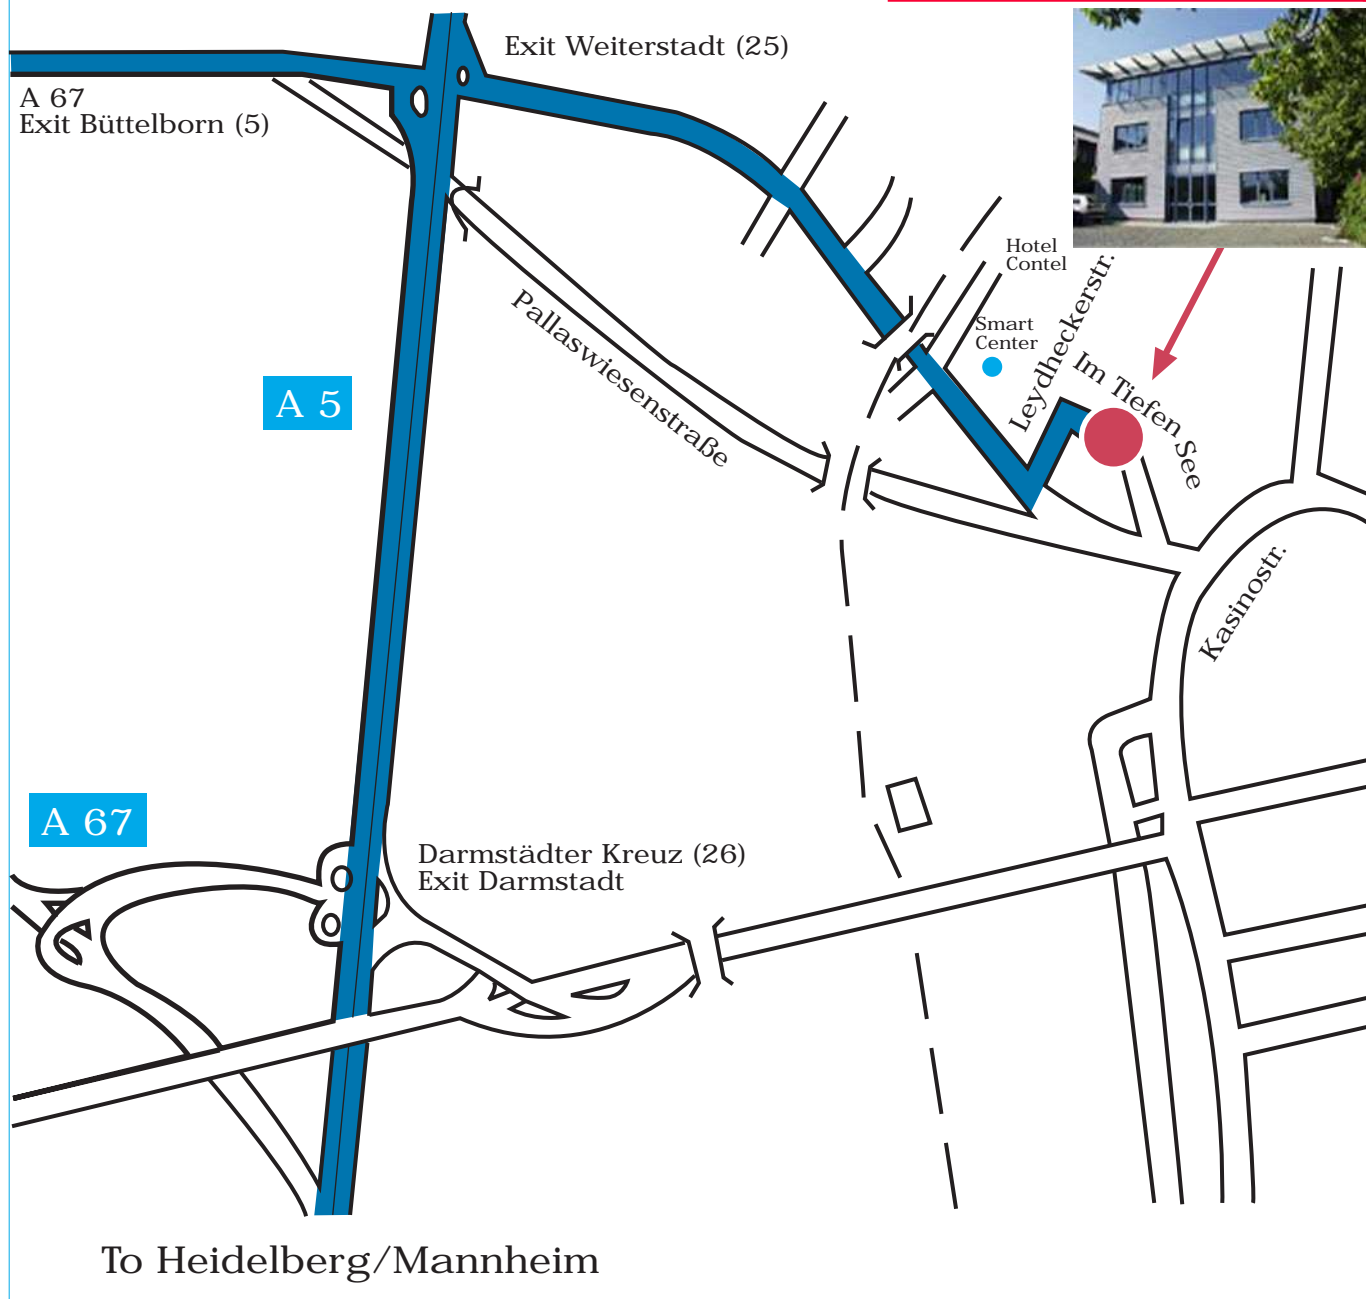 Exit Weiterstadt (25)
A 67
Exit Büttelborn (5)
Hotel
Contel
Leydheckerstr.
Smart
Center
Im Tiefen See
Pallaswiesenstraße
A 5
Kasinostr.
A 67
Darmstädter Kreuz (26)
Exit Darmstadt
To Heidelberg/Mannheim